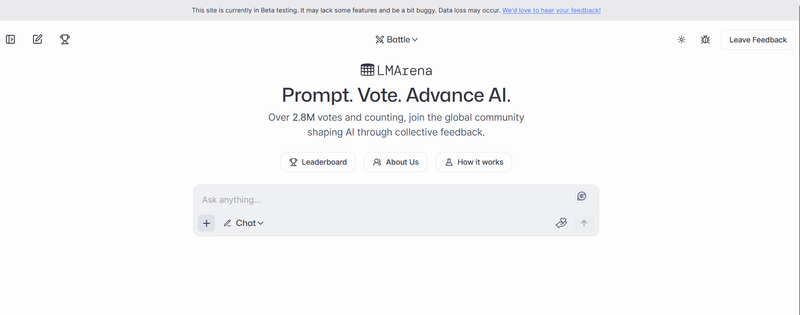 This site is currently in Beta testing. It may lack some features and be a bit buggy. Data loss may occur. We'd love to hear your feedback!
Battle
Leave Feedback
LMArena
Prompt. Vote. Advance AI.
Over 2.8M votes and counting, join the global community
shaping AI through collective feedback.
Leaderboard
About Us
How it works
Ask anything...
Chat